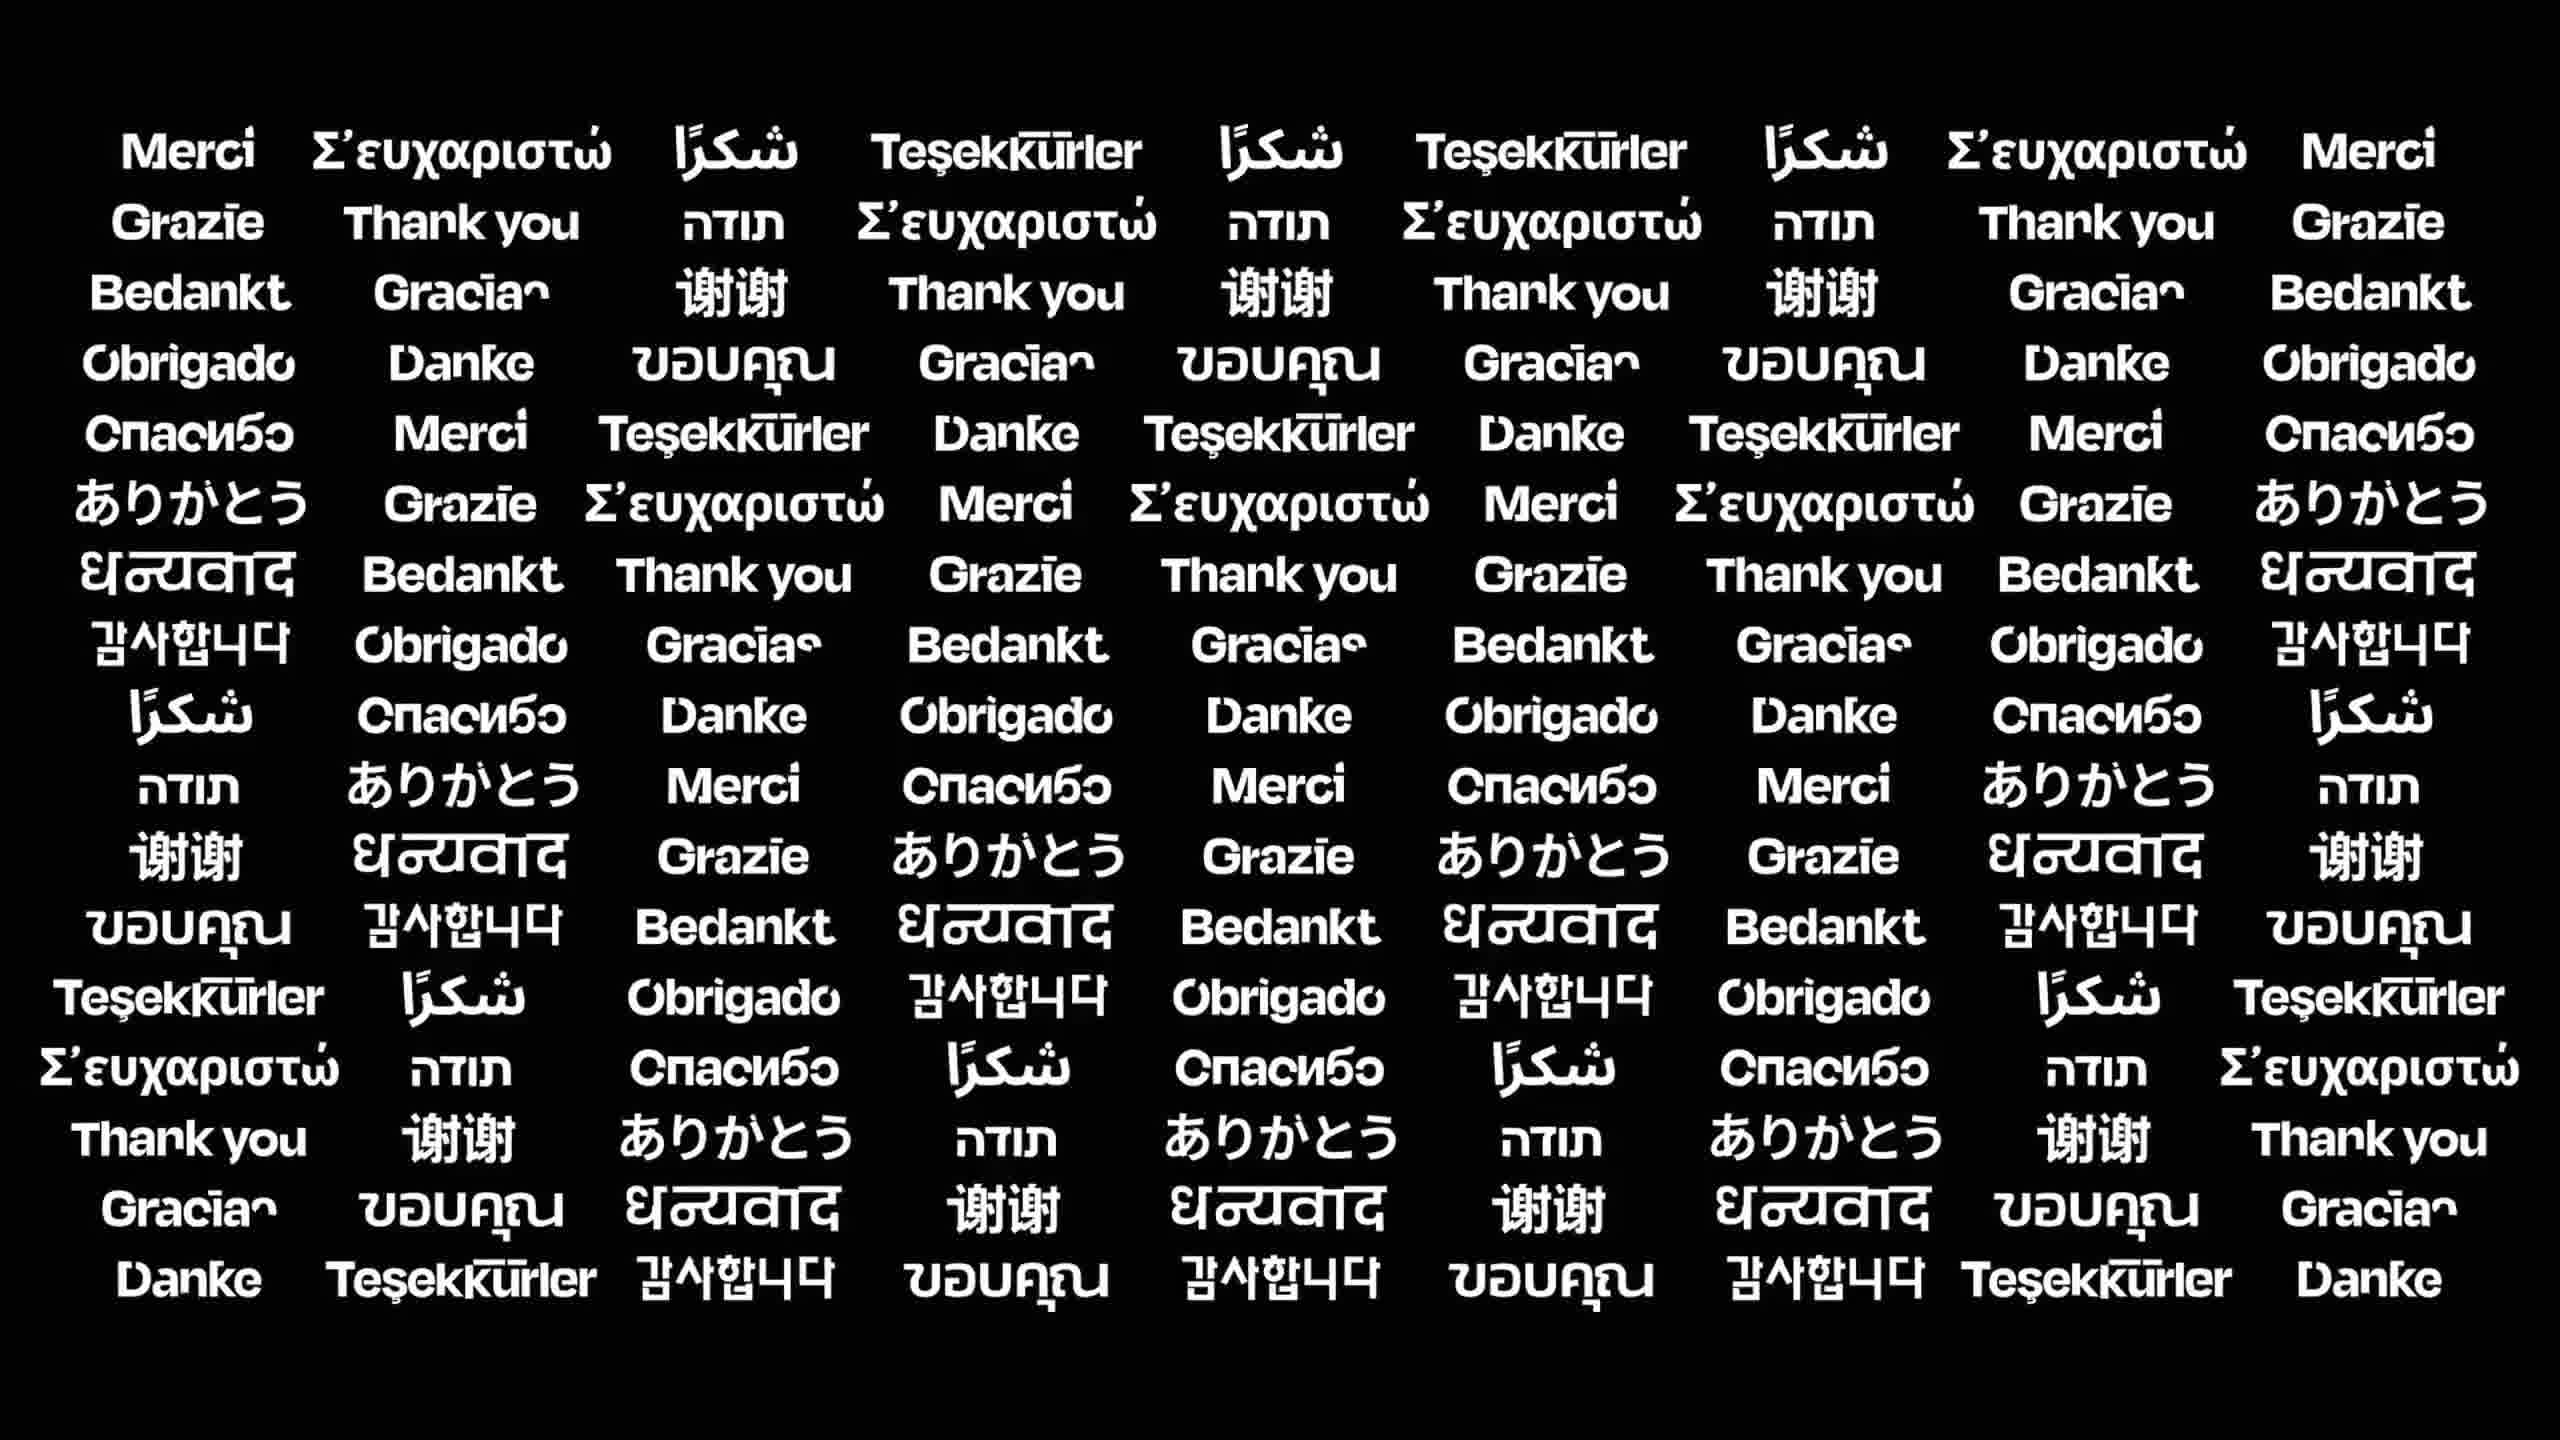 Merci Σ’ευχαριστώ شكرًا Teşekkürler شكرًا Teşekkürler شكرًا Σ’ευχαριστώ Merci
Grazie Thank you תודה Σ’ευχαριστώ תודה Σ’ευχαριστώ תודה Thank you Grazie
Bedankt Gracias 谢谢 Thank you 谢谢 Thank you 谢谢 Gracias Bedankt
Obrigado Danke ขอบคุณ Gracias ขอบคุณ Gracias ขอบคุณ Danke Obrigado
Спасибо Merci Teşekkürler Danke Teşekkürler Danke Teşekkürler Merci Спасибо
ありがとう Grazie Σ’ευχαριστώ Merci Σ’ευχαριστώ Merci Σ’ευχαριστώ Grazie ありがとう
धन्यवाद Bedankt Thank you Grazie Thank you Grazie Thank you Bedankt धन्यवाद
감사합니다 Obrigado Gracias Bedankt Gracias Bedankt Gracias Obrigado 감사합니다
شكرًا Спасибо Danke Obrigado Danke Obrigado Danke Спасибо شكرًا
תודה ありがとう Merci Спасибо Merci Спасибо Merci ありがとう תודה
谢谢 धन्यवाद Grazie ありがとう Grazie ありがとう Grazie धन्यवाद 谢谢
ขอบคุณ 감사합니다 Bedankt धन्यवाद Bedankt धन्यवाद Bedankt 감사합니다 ขอบคุณ
Teşekkürler شكرًا Obrigado 감사합니다 Obrigado 감사합니다 Obrigado شكرًا Teşekkürler
Σ’ευχαριστώ תודה Спасибо شكرًا Спасибо شكرًا Спасибо תודה Σ’ευχαριστώ
Thank you 谢谢 ありがとう תודה ありがとう תודה ありがとう 谢谢 Thank you
Gracias ขอบคุณ धन्यवाद 谢谢 धन्यवाद 谢谢 धन्यवाद ขอบคุณ Gracias
Danke Teşekkürler 감사합니다 ขอบคุณ 감사합니다 ขอบคุณ 감사합니다 Teşekkürler Danke